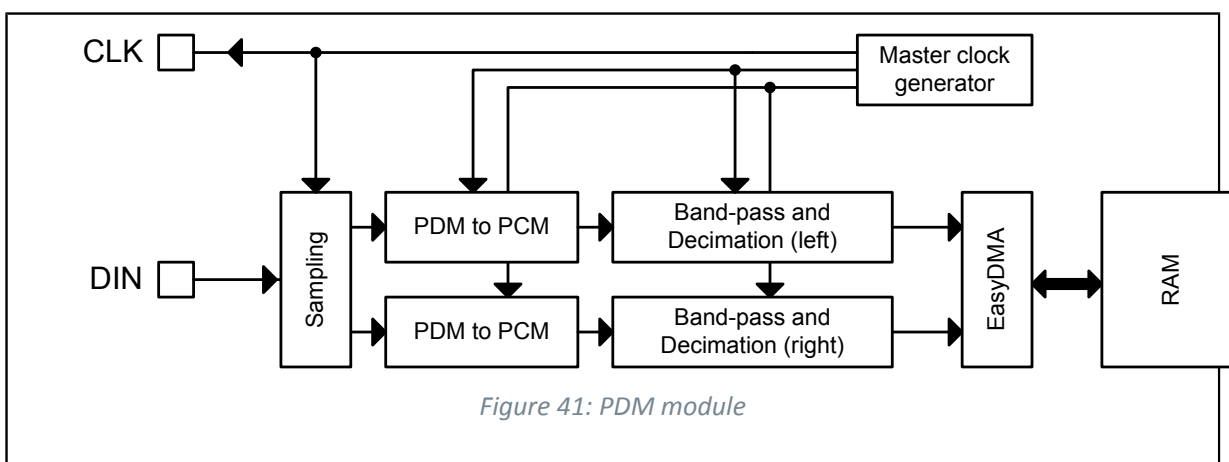 CLK
Master clock
generator
DIN
Sampling
PDM to PCM
Band-pass and
Decimation (left)
PDM to PCM
Band-pass and
Decimation (right)
EasyDMA
RAM
Figure 41: PDM module